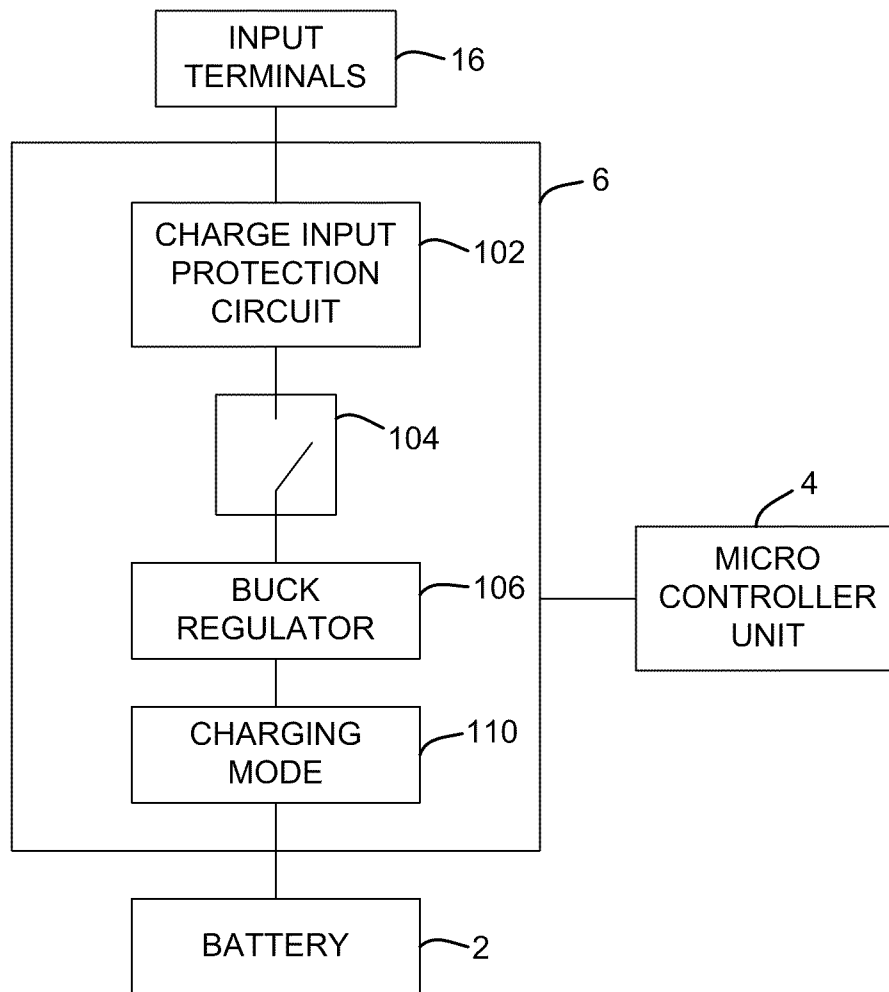 INPUT
TERMINALS
16
6
CHARGE INPUT
PROTECTION
CIRCUIT
102
104
4
MICRO
CONTROLLER
UNIT
BUCK
REGULATOR
106
CHARGING
MODE
110
BATTERY
2